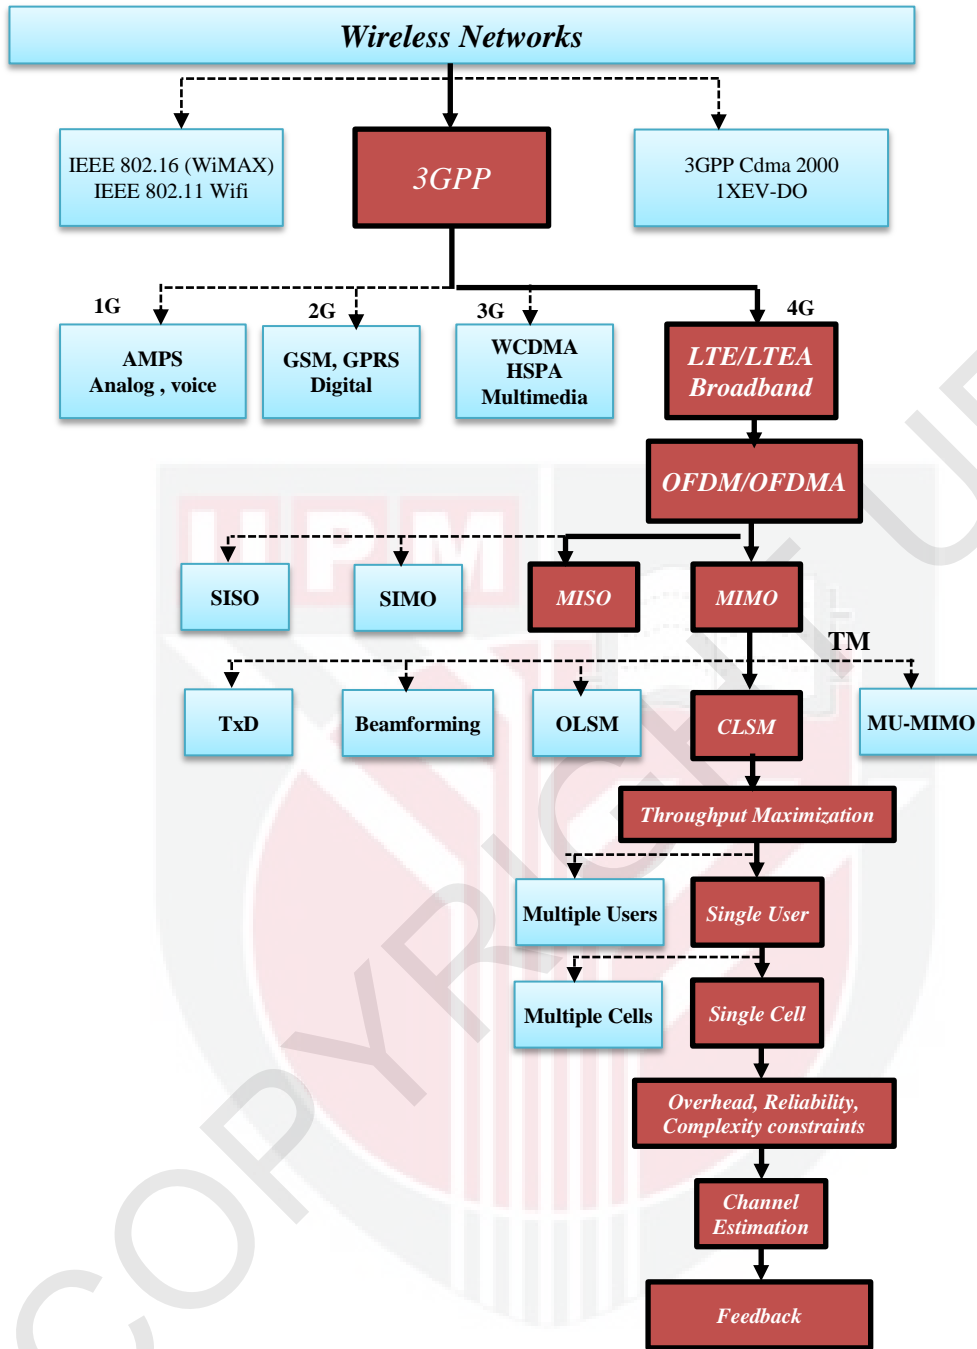 Wireless Networks
IEEE 802.16 (WiMAX)
IEEE 802.11 Wifi
3GPP
3GPP Cdma 2000
1XEV-DO
1G
2G
3G
4G
AMPS
Analog , voice
GSM, GPRS
Digital
WCDMA
HSPA
Multimedia
LTE/LTEA
Broadband
OFDM/OFDMA
UPM
SISO
SIMO
MISO
MIMO
TM
TxD
Beamforming
OLSM
CLSM
MU-MIMO
Throughput Maximization
Multiple Users
Single User
Multiple Cells
Single Cell
Overhead, Reliability,
Complexity constraints
Channel
Estimation
Feedback
COPYRIGHT UP